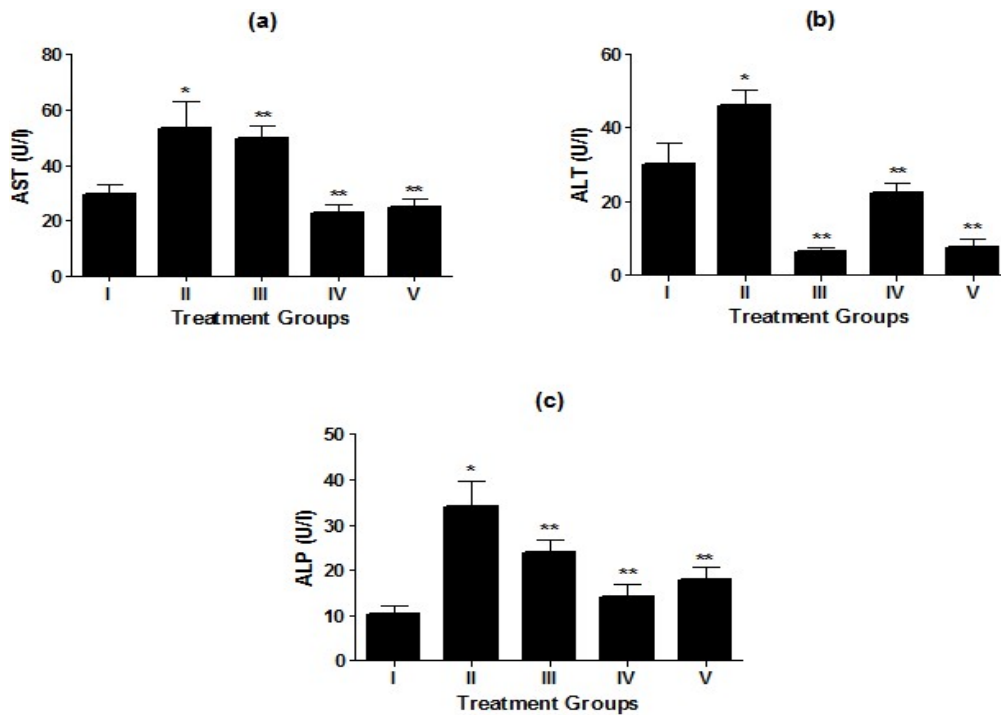 (a)
80
60
40
20
0
AST (U/l)
*
**
**
**
I II III IV V
Treatment Groups
(b)
60
40
20
0
ALT (U/l)
*
**
**
**
I II III IV V
Treatment Groups
(c)
50
40
30
20
10
0
ALP (U/l)
*
**
**
**
I II III IV V
Treatment Groups